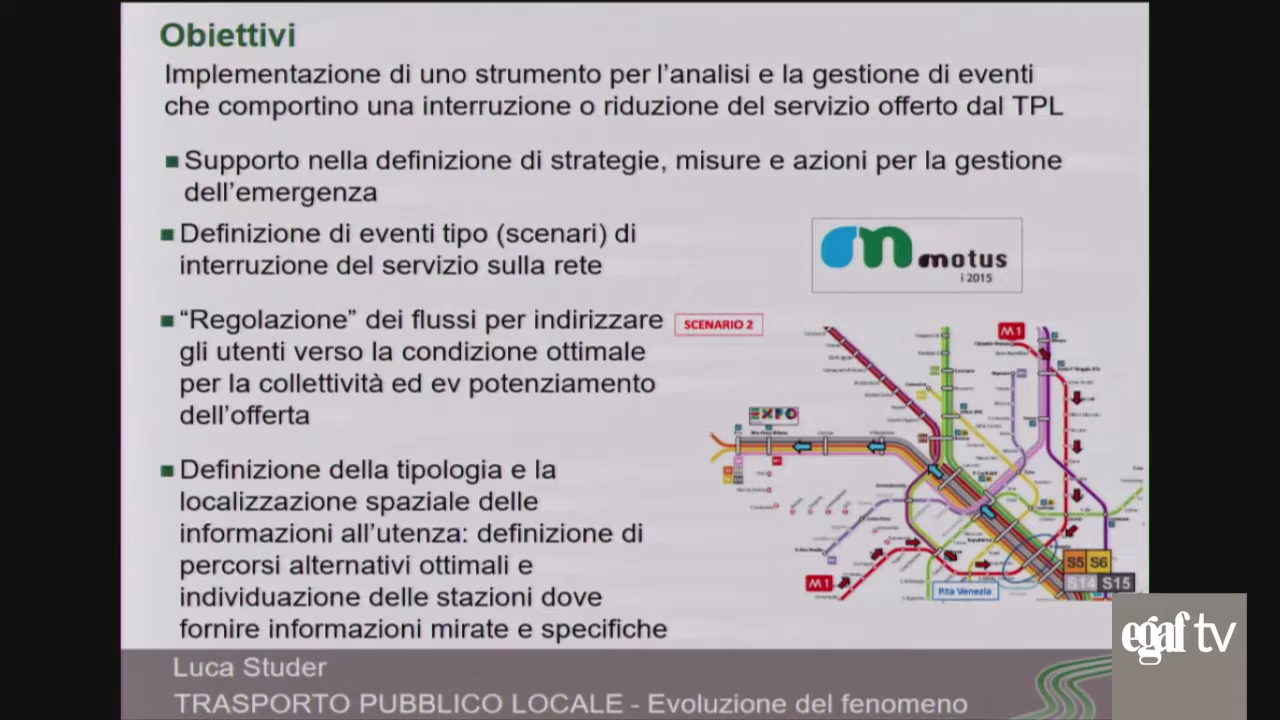 Obiettivi
Implementazione di uno strumento per l’analisi e la gestione di eventi
che comportino una interruzione o riduzione del servizio offerto dal TPL
Supporto nella definizione di strategie, misure e azioni per la gestione
dell’emergenza
Definizione di eventi tipo (scenari) di
interruzione del servizio sulla rete
motus
i 2015
“Regolazione” dei flussi per indirizzare
gli utenti verso la condizione ottimale
per la collettività ed ev potenziamento
dell’offerta
SCENARIO 2
M1
EXPO
Definizione della tipologia e la
localizzazione spaziale delle
informazioni all’utenza: definizione di
percorsi alternativi ottimali e
individuazione delle stazioni dove
fornire informazioni mirate e specifiche
M1
P.ta Venezia
S5 S6
S14 S15
Luca Studer
TRASPORTO PUBBLICO LOCALE - Evoluzione del fenomeno
egaf tv